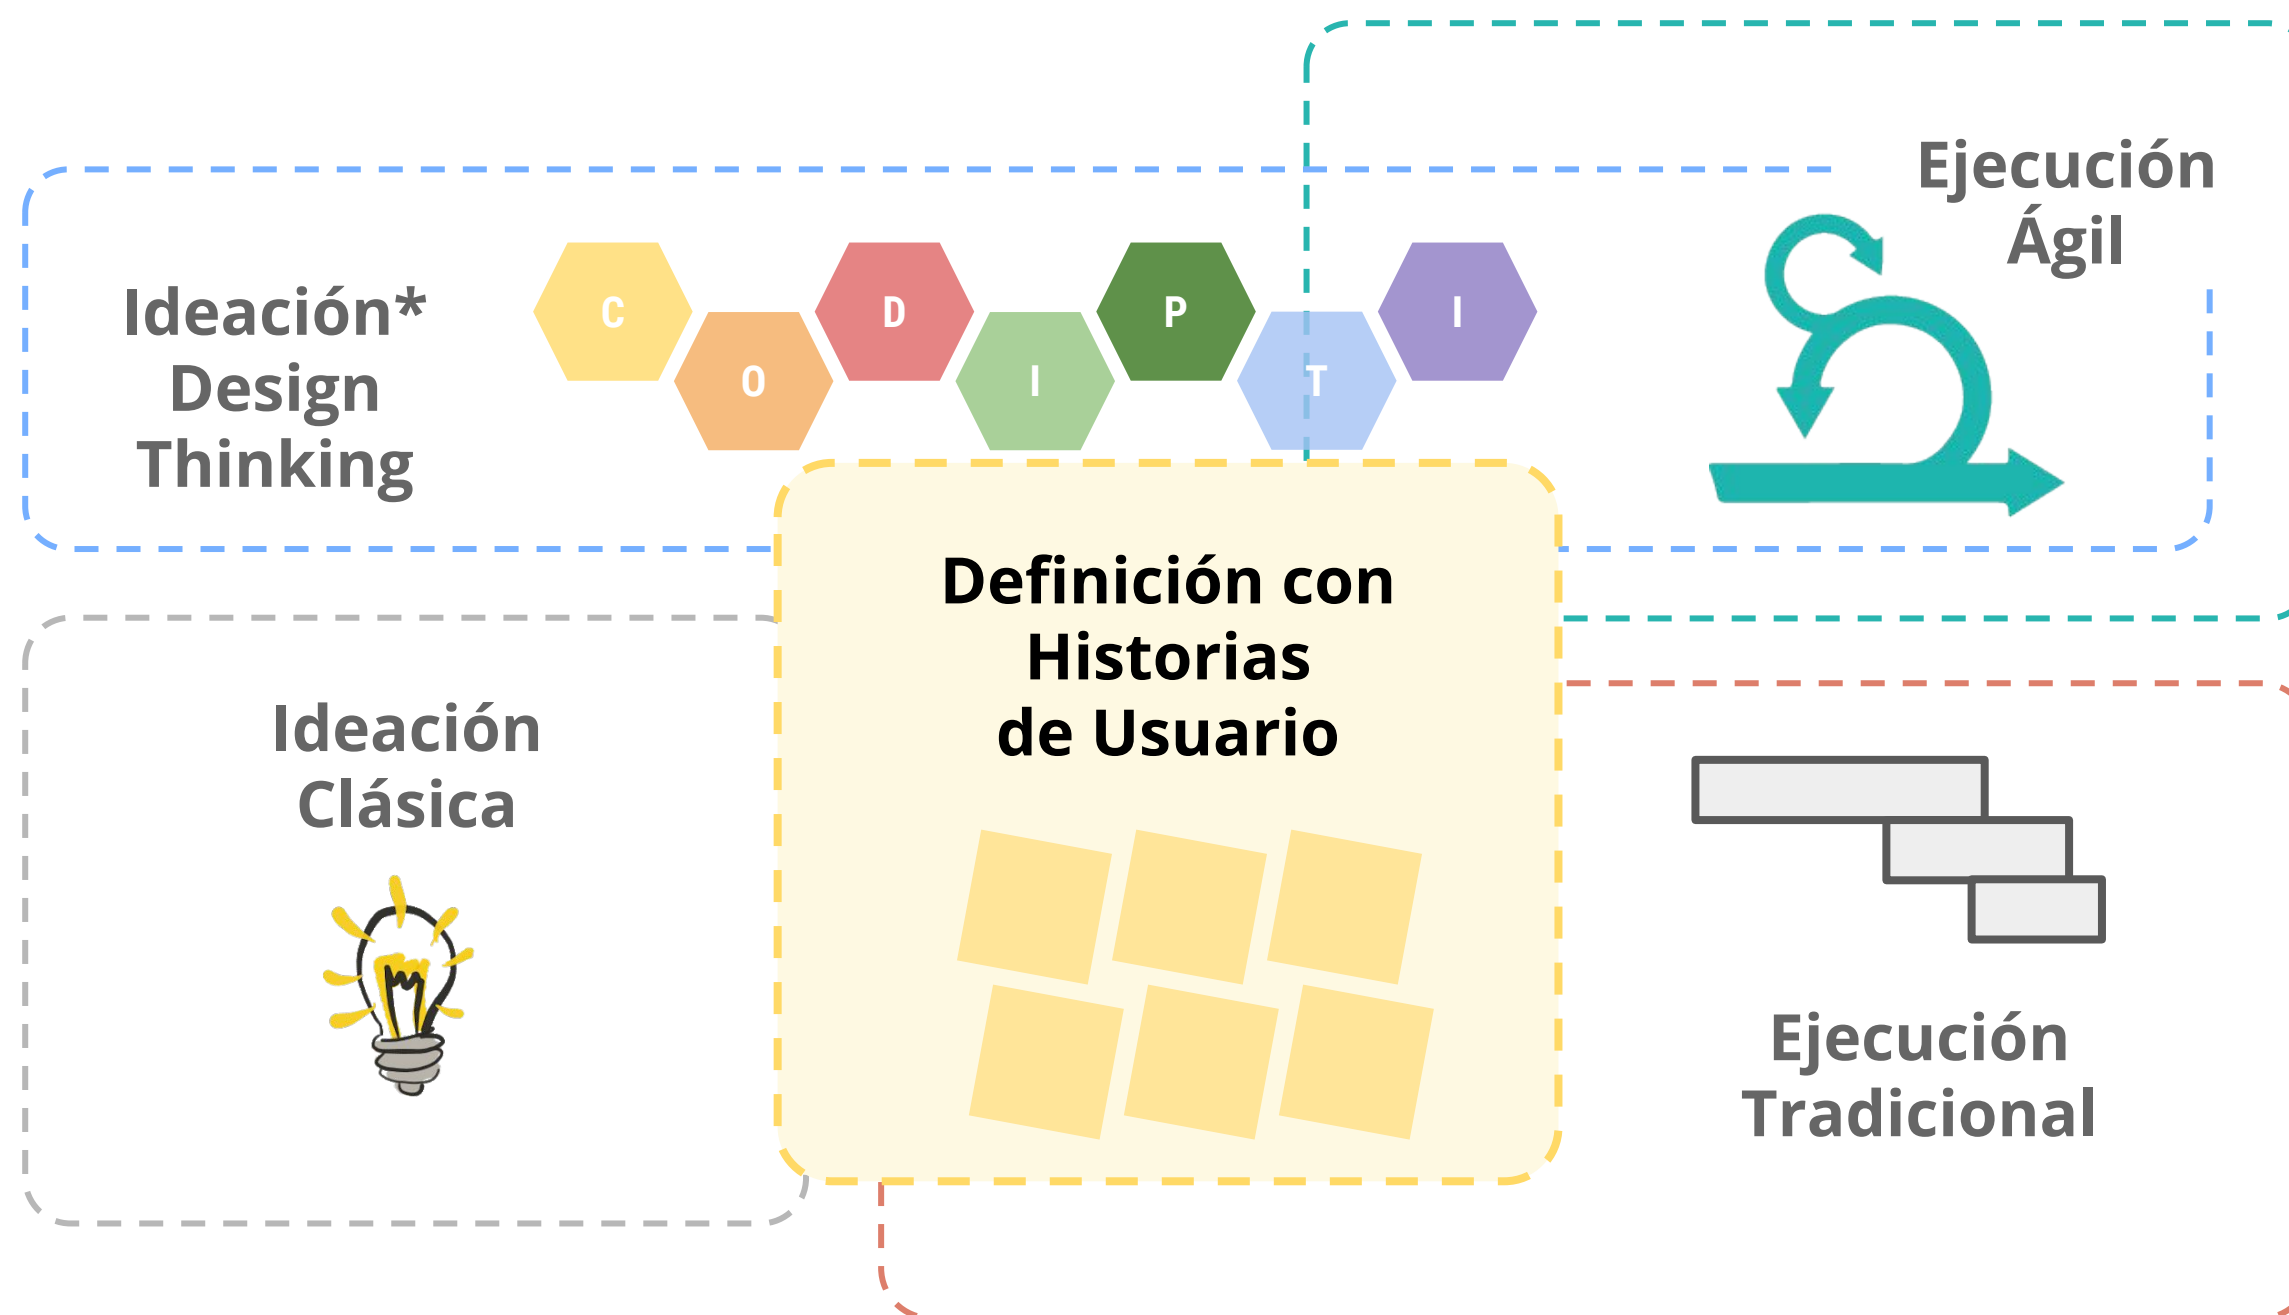 Ejecución
Ágil
Ideación*
Design
Thinking
C
O
D
I
P
T
I
Definición con
Historias
de Usuario
Ideación
Clásica
Ejecución
Tradicional